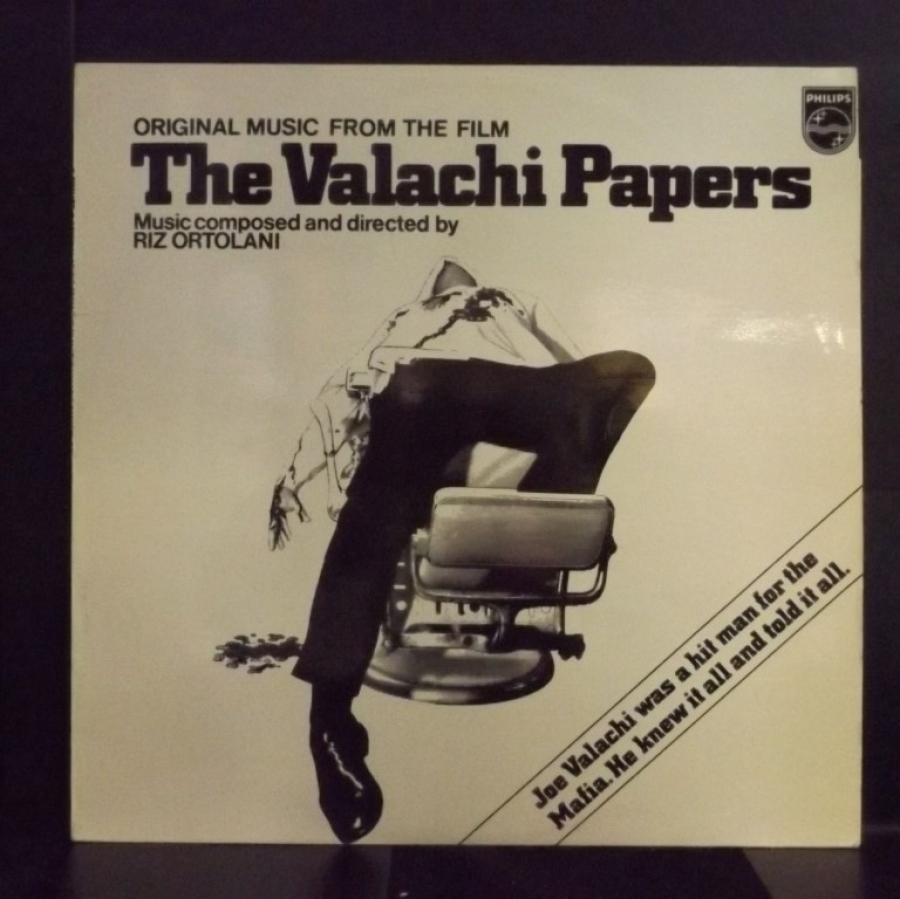 PHILIPS
ORIGINAL MUSIC FROM THE FILM
The Valachi Papers
Music composed and directed by
RIZ ORTOLANI
Joe Valachi was a hit man for the
Mafia. He knew it all and told it all.